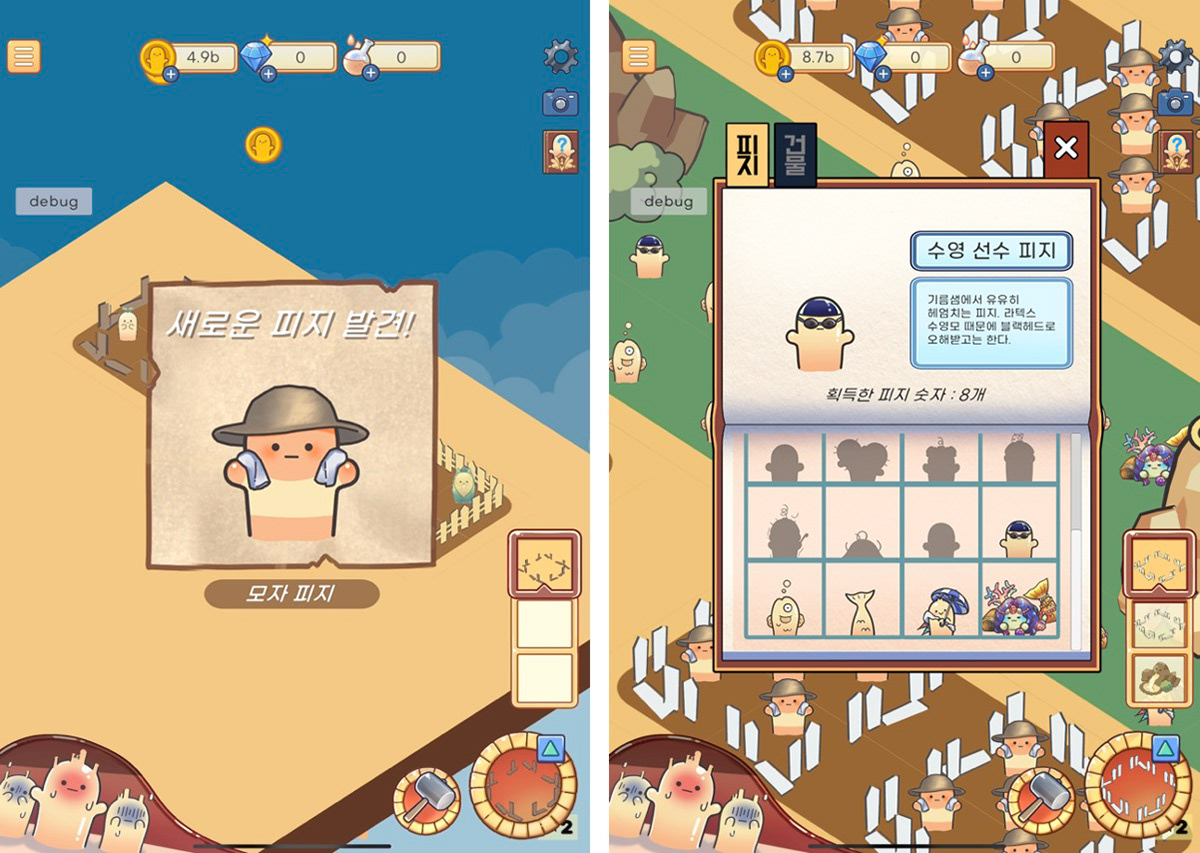 4.9b
0
0
debug
새로운 피지 발견!
모자 피지
2
8.7b
0
0
debug
피지
건물
수영 선수 피지
기름샘에서 유유히
헤엄치는 피지. 라텍스
수영모 때문에 블랙헤드로
오해받고는 한다.
획득한 피지 숫자 : 8개
2